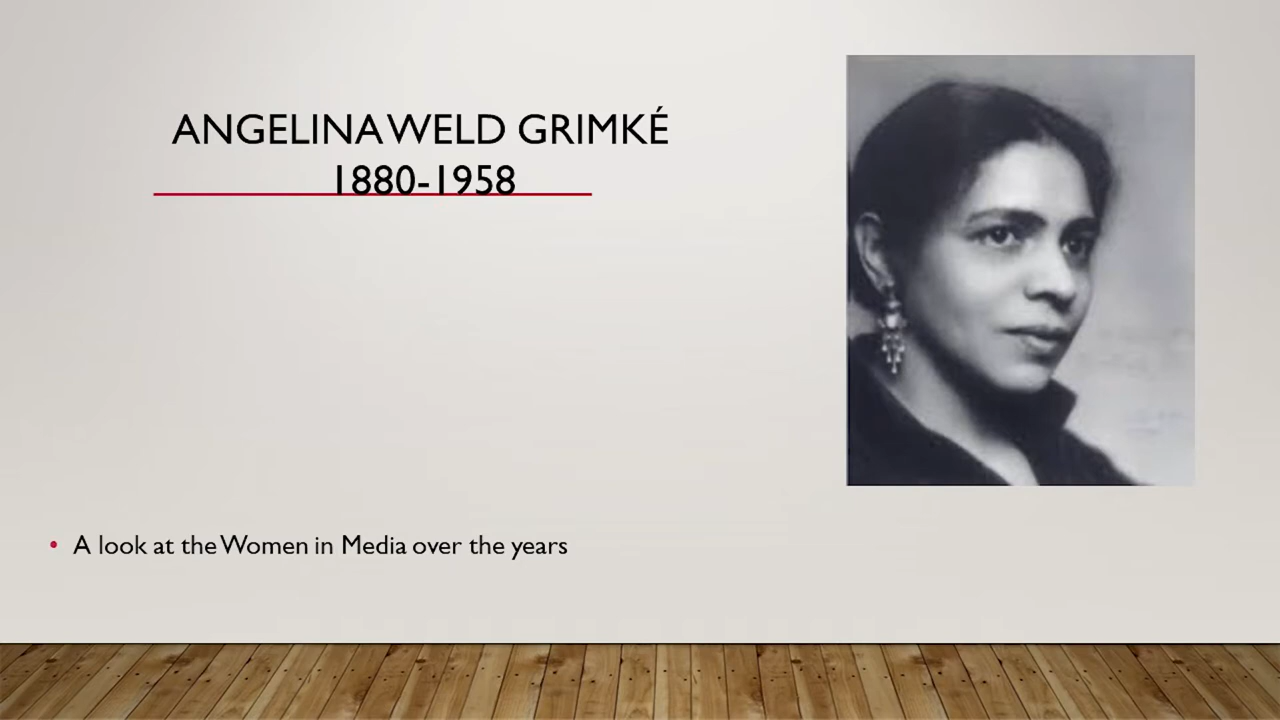 ANGELINA WELD GRIMKÉ
1880-1958
• A look at the Women in Media over the years